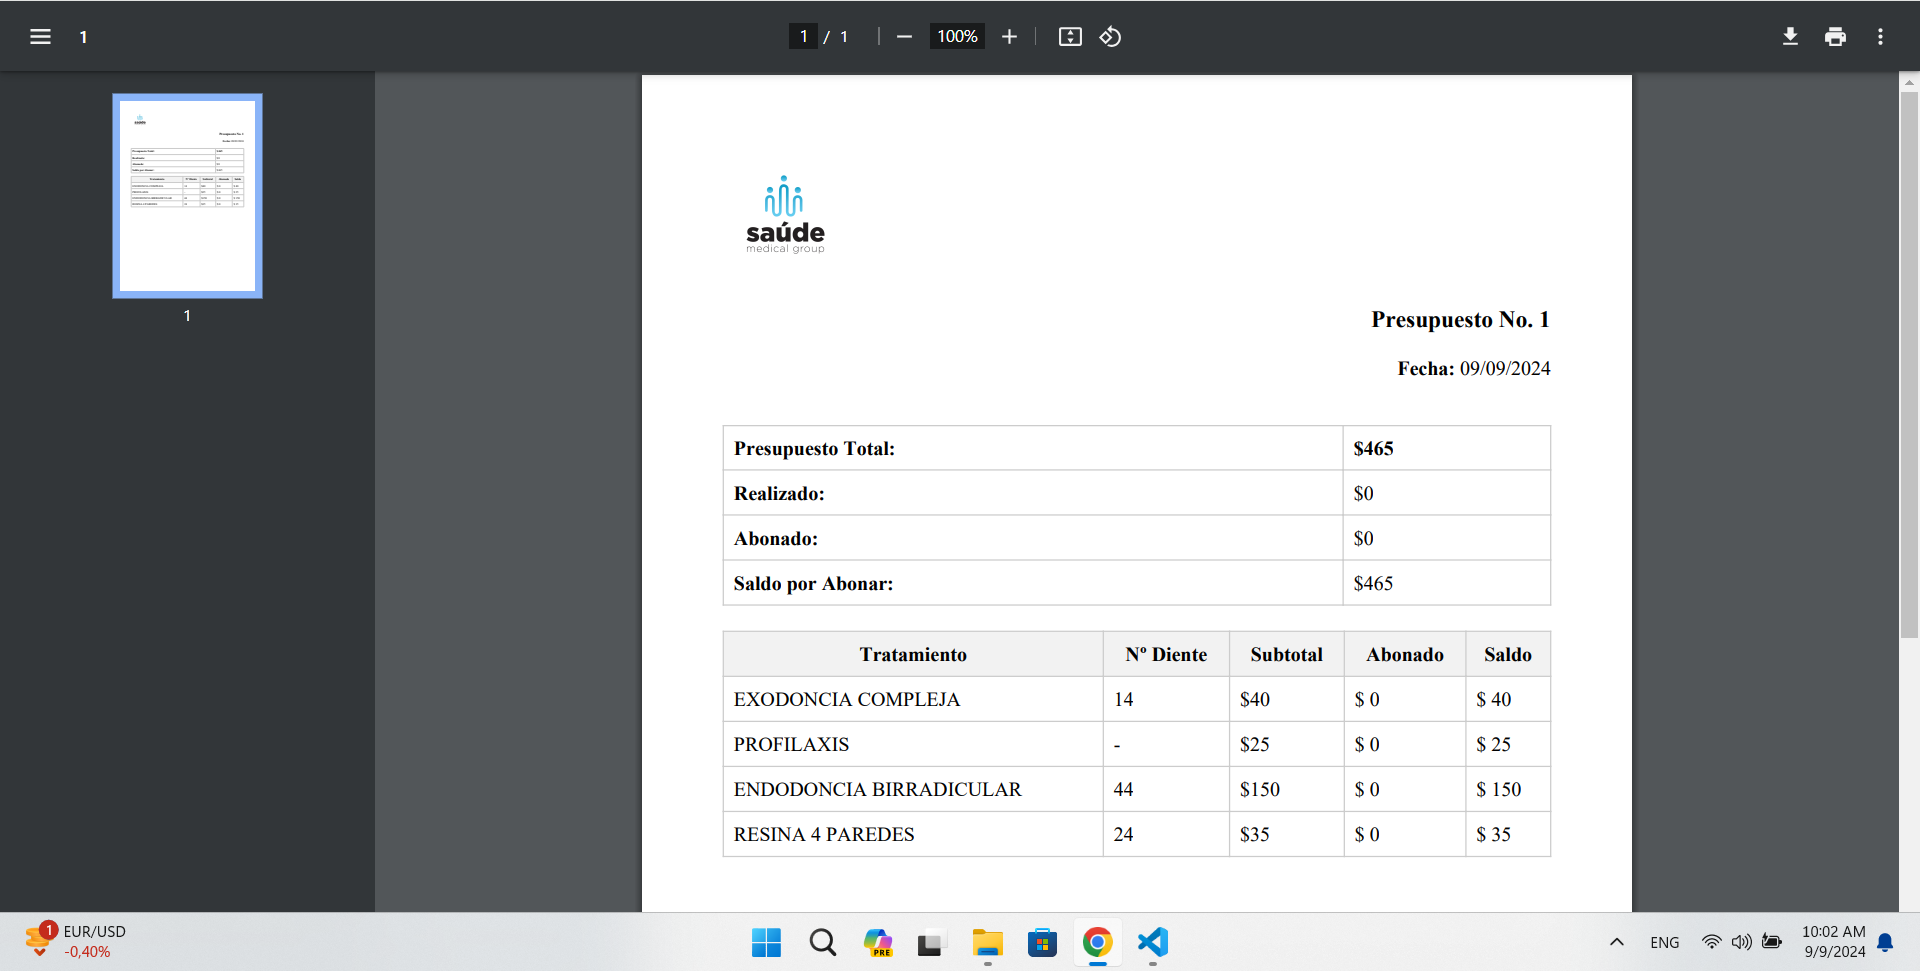 1
1 / 1
100%
1
saúde
medical group
Presupuesto No. 1
Fecha: 09/09/2024
Presupuesto Total: $465
Realizado: $0
Abonado: $0
Saldo por Abonar: $465
Tratamiento Nº Diente Subtotal Abonado Saldo
EXODONCIA COMPLEJA 14 $40 $ 0 $ 40
PROFILAXIS - $25 $ 0 $ 25
ENDODONCIA BIRRADICULAR 44 $150 $ 0 $ 150
RESINA 4 PAREDES 24 $35 $ 0 $ 35
1
EUR/USD
-0,40%
PRE
ENG
10:02 AM
9/9/2024